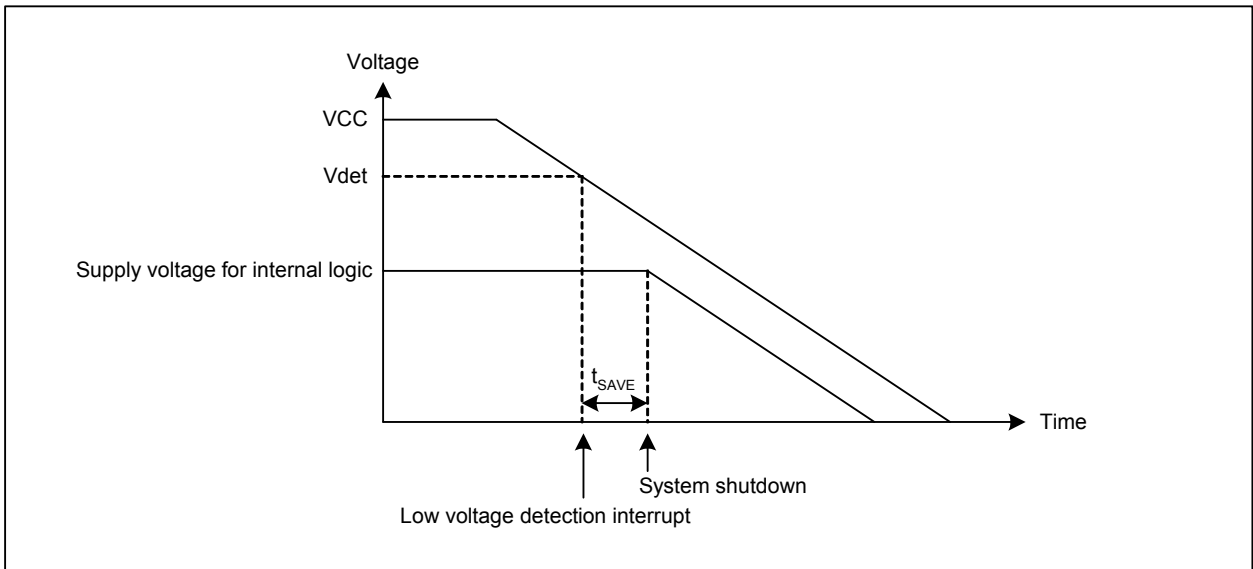 Voltage
VCC
Vdet
Supply voltage for internal logic
tSAVE
Time
System shutdown
Low voltage detection interrupt